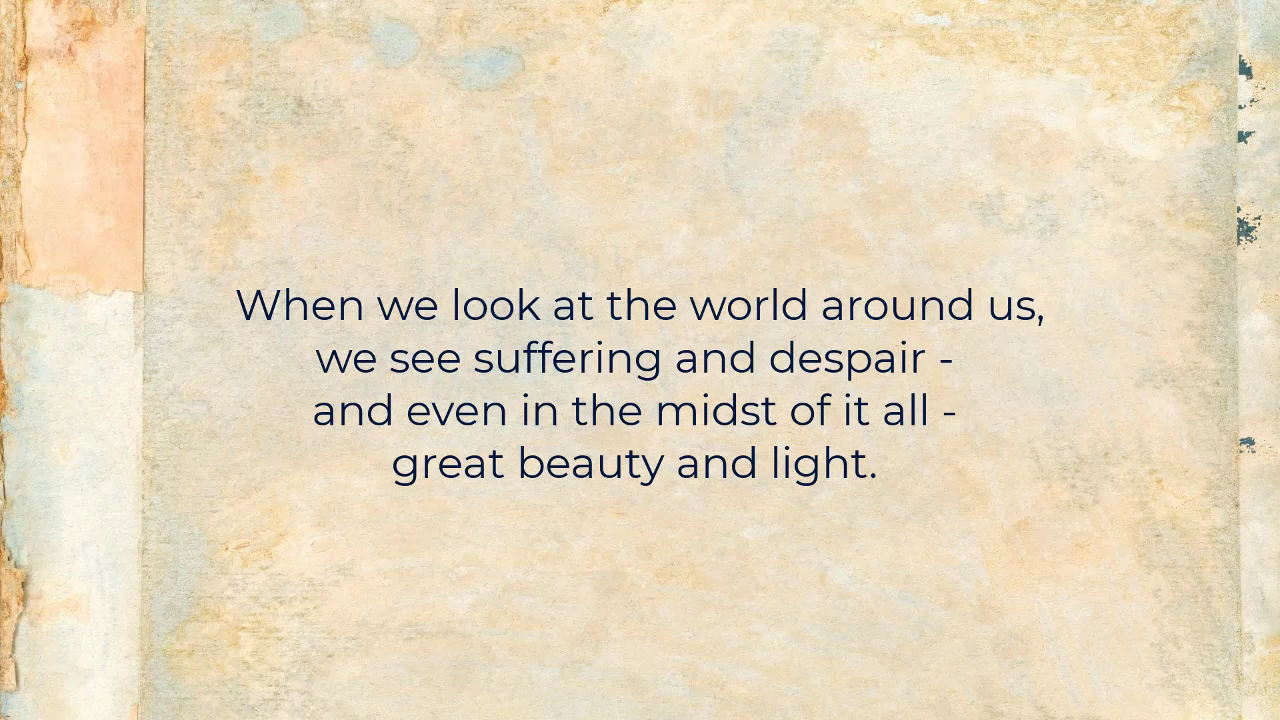 When we look at the world around us,
we see suffering and despair -
and even in the midst of it all -
great beauty and light.